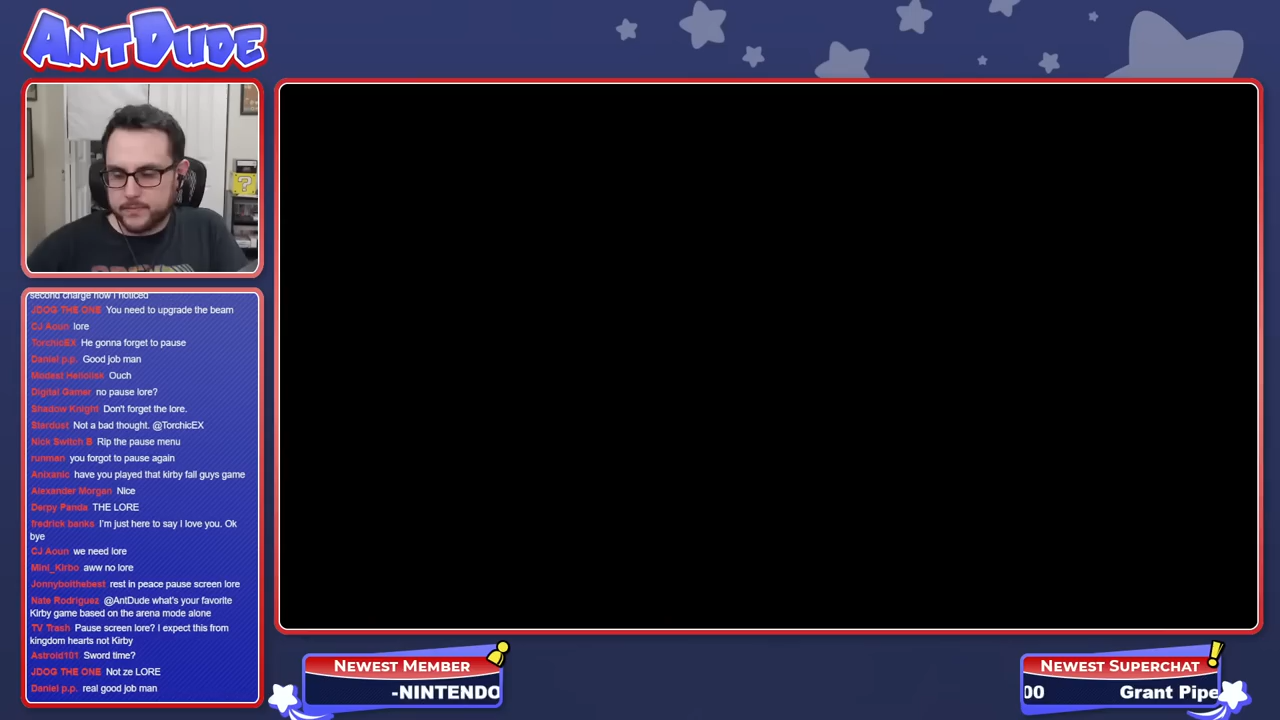 ANTDUDE
second charge now I noticed
JDOG THE ONE You need to upgrade the beam
CJ Aoun lore
TorchicEX He gonna forget to pause
Daniel p.p. Good job man
Modest Ouch
Digital Gamer no pause lore?
Shadow Knight Don't forget the lore.
Stardust Not a bad thought. @TorchicEX
Nick Switch B Rip the pause menu
runman you forgot to pause again
Anixanic have you played that kirby fall guys game
Alexander Morgan Nice
Derpy Panda THE LORE
fredrick banks I'm just here to say I love you. Ok
bye
CJ Aoun we need lore
Mini_Kirbo aww no lore
Jonnyboithebest rest in peace pause screen lore
Nate Rodriguez @AntDude what's your favorite
Kirby game based on the arena mode alone
TV Trash Pause screen lore? I expect this from
kingdom hearts not Kirby
Astroid101 Sword time?
JDOG THE ONE Not ze LORE
Daniel p.p. real good job man
NEWEST MEMBER
-NINTENDO
NEWEST SUPERCHAT
00 Grant Pipe